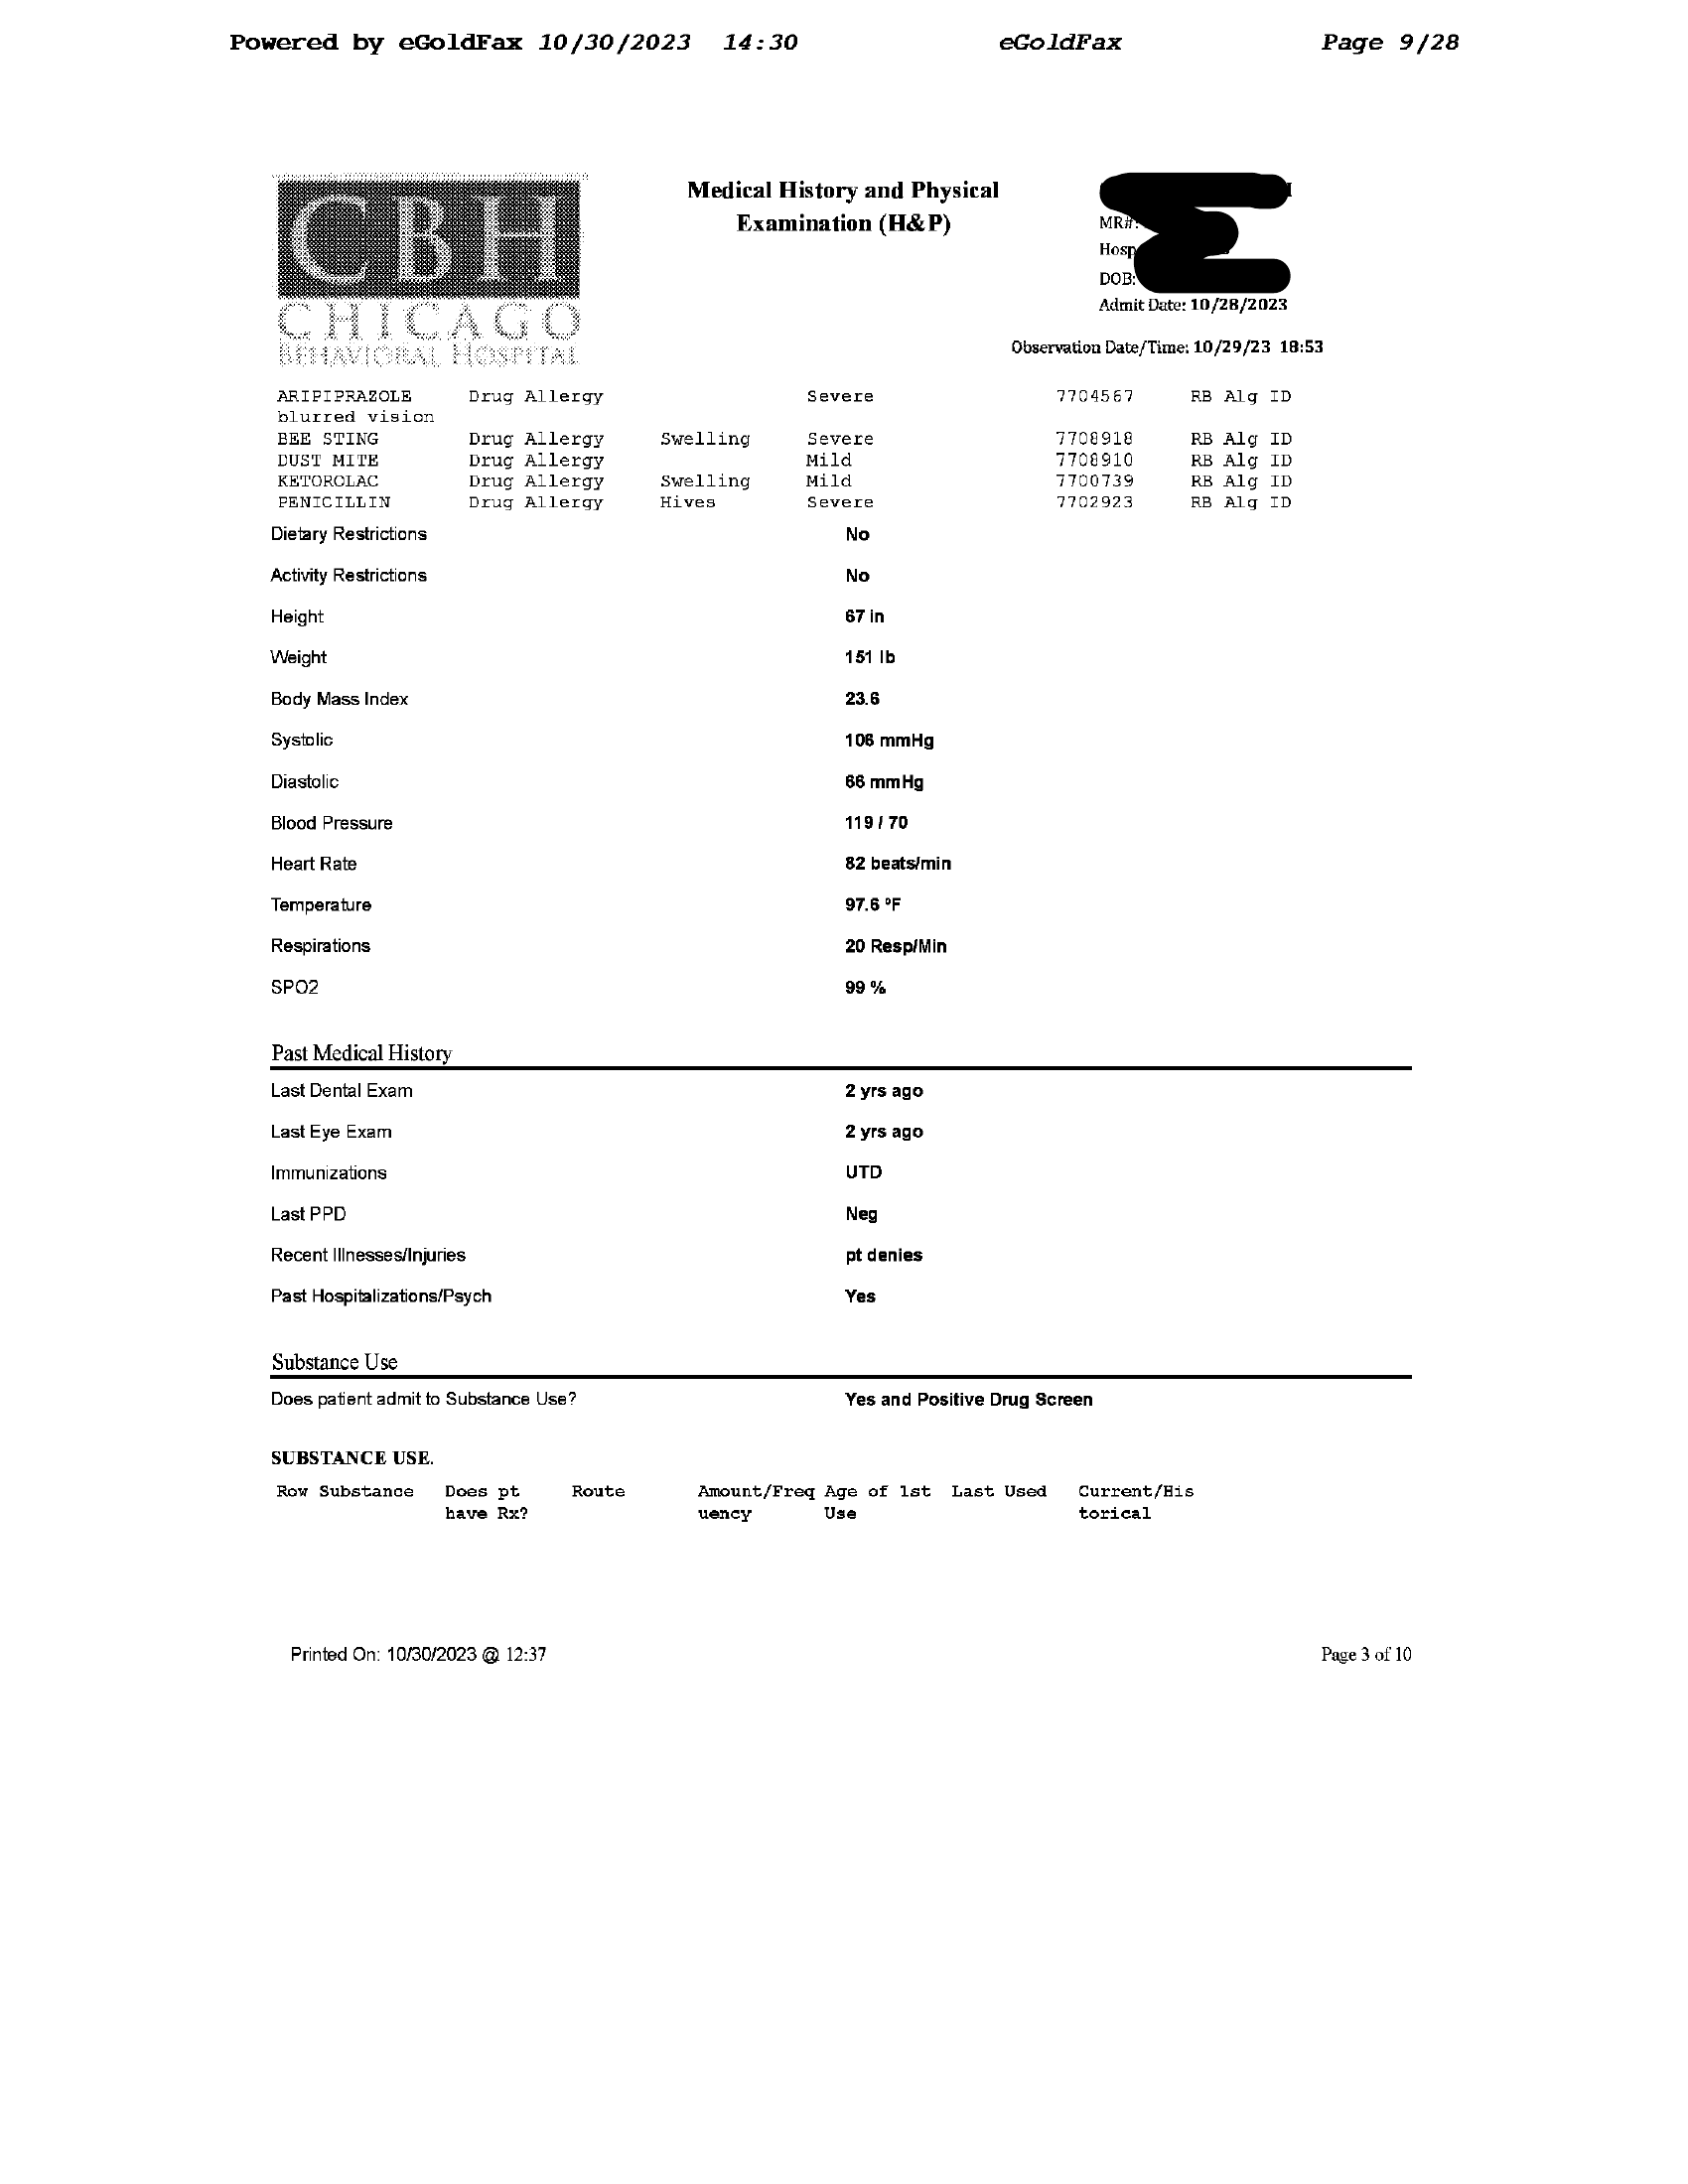 Powered by eGoldFax 10/30/2023 14:30 eGoldFax Page 9/28
CBH
CHICAGO
BEHAVIORAL HOSPITAL
Medical History and Physical
Examination (H&P)
MR#:
Hosp
DOB:
Admit Date: 10/28/2023
Observation Date/Time: 10/29/23 18:53
ARIPIPRAZOLE Drug Allergy Severe 7704567 RB Alg ID
blurred vision
BEE STING Drug Allergy Swelling Severe 7708918 RB Alg ID
DUST MITE Drug Allergy Mild 7708910 RB Alg ID
KETOROLAC Drug Allergy Swelling Mild 7700739 RB Alg ID
PENICILLIN Drug Allergy Hives Severe 7702923 RB Alg ID
Dietary Restrictions No
Activity Restrictions No
Height 67 in
Weight 151 lb
Body Mass Index 23.6
Systolic 106 mmHg
Diastolic 66 mmHg
Blood Pressure 119 / 70
Heart Rate 82 beats/min
Temperature 97.6 ºF
Respirations 20 Resp/Min
SPO2 99 %
Past Medical History
Last Dental Exam 2 yrs ago
Last Eye Exam 2 yrs ago
Immunizations UTD
Last PPD Neg
Recent Illnesses/Injuries pt denies
Past Hospitalizations/Psych Yes
Substance Use
Does patient admit to Substance Use? Yes and Positive Drug Screen
SUBSTANCE USE.
Row Substance Does pt Route Amount/Freq Age of 1st Last Used Current/His
have Rx? uency Use torical
Printed On: 10/30/2023 @ 12:37 Page 3 of 10